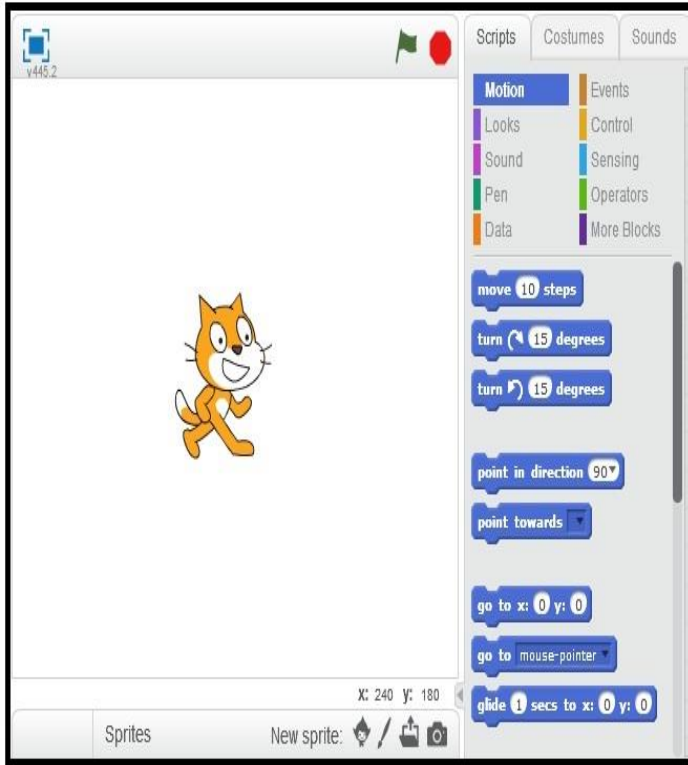 v445.2
Scripts Costumes Sounds
Motion Events
Looks Control
Sound Sensing
Pen Operators
Data More Blocks
move 10 steps
turn 15 degrees
turn 15 degrees
point in direction 90
point towards
go to x: 0 y: 0
go to mouse-pointer
glide 1 secs to x: 0 y: 0
x: 240 y: 180
Sprites New sprite: